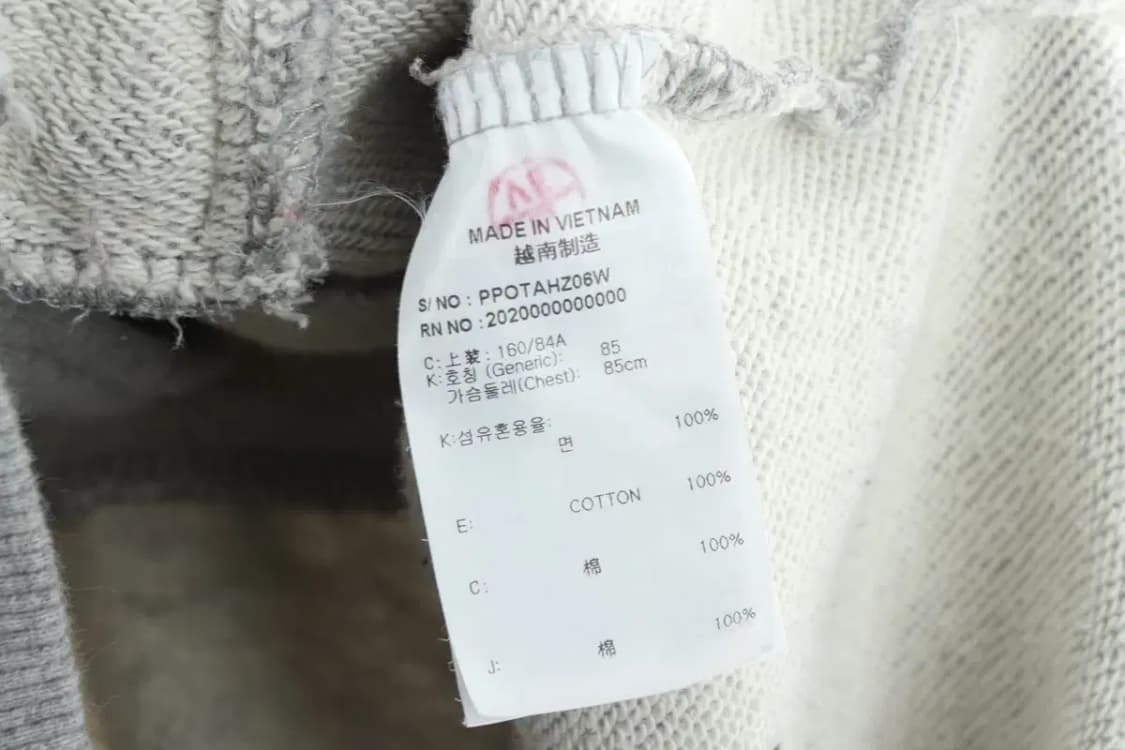 MADE IN VIETNAM
越南制造
S/ NO : PPOTAHZ06W
RN NO : 2020000000000
C: 上装 : 160/84A
K: 호칭 (Generic): 85
가슴둘레(Chest): 85cm
K:섬유혼용율: 100%
면
E: COTTON 100%
C: 棉 100%
J: 棉 100%